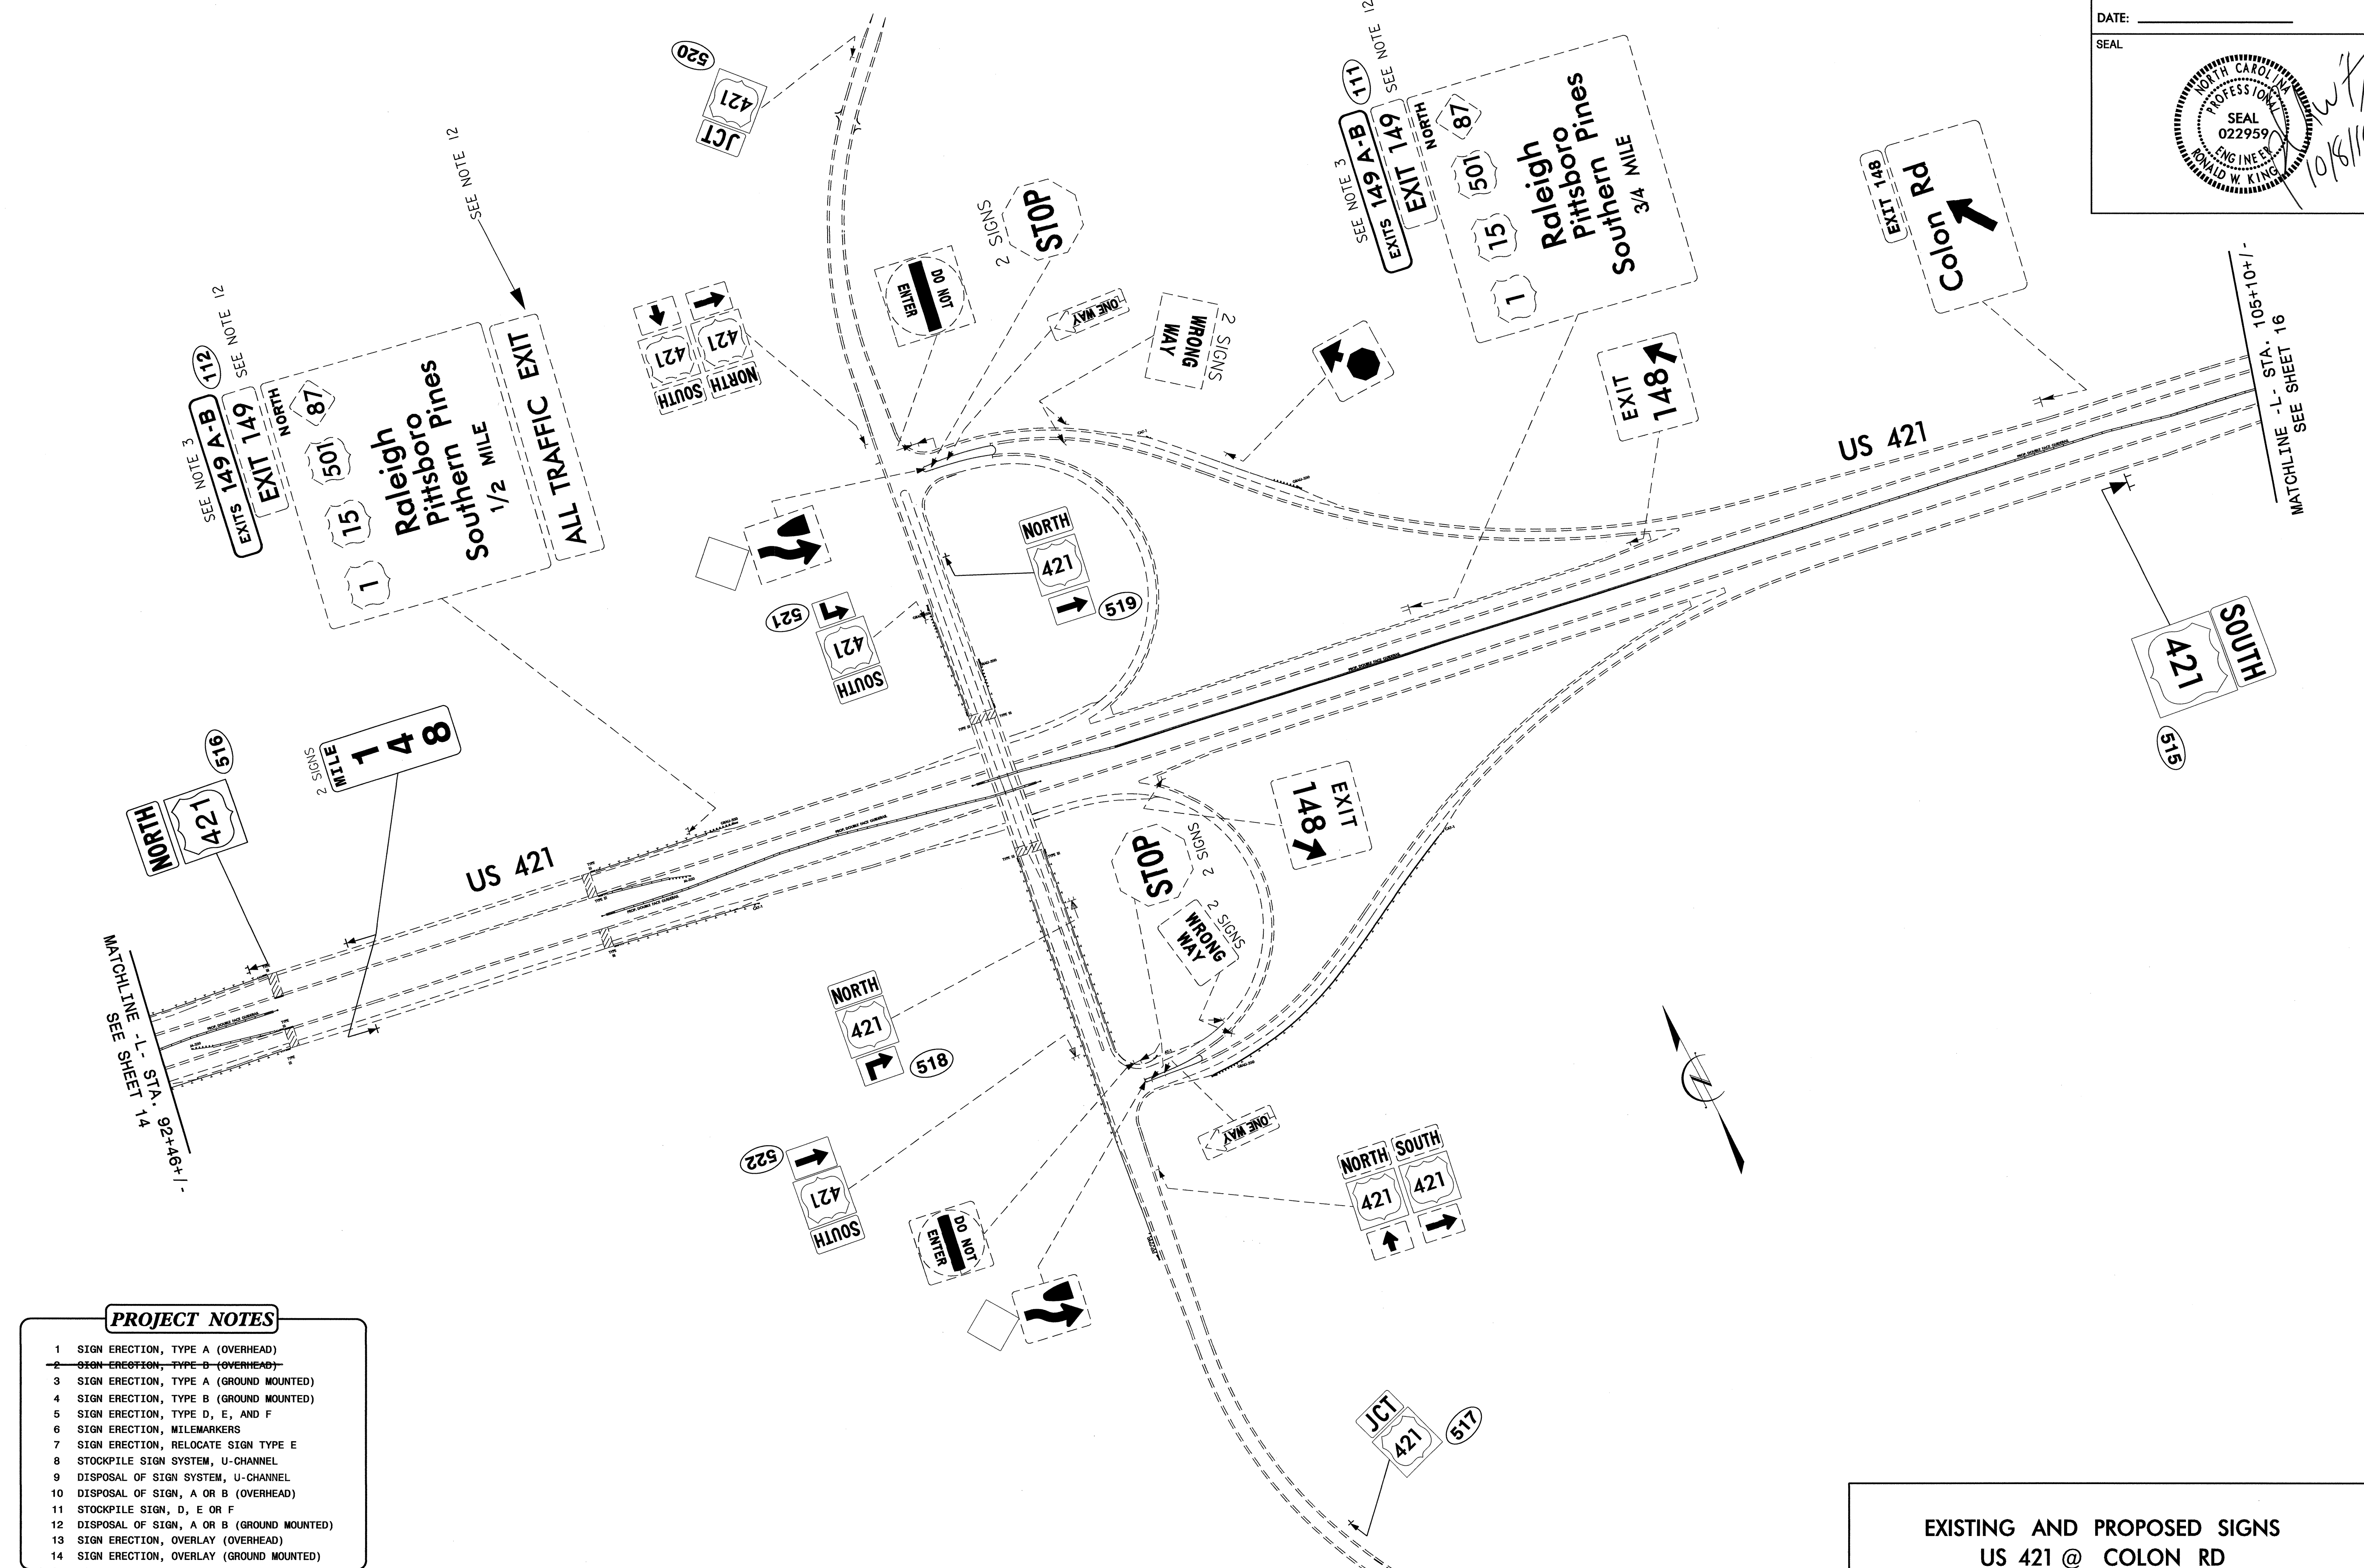 DATE:
SEAL
NORTH CAROLINA
PROFESSIONAL
SEAL
022959
ENGINEER
RONALD W. KING
520
421
JCT
SEE NOTE 12
SEE NOTE 12
112
SEE NOTE 3
EXITS 149 A-B
EXIT 149
NORTH
1 15 501 87
Raleigh
Pittsboro
Southern Pines
1/2 MILE
ALL TRAFFIC EXIT
SEE NOTE 12
111
SEE NOTE 3
EXITS 149 A-B
EXIT 149
NORTH
1 15 501 87
Raleigh
Pittsboro
Southern Pines
3/4 MILE
EXIT 148
Colon Rd
2 SIGNS
STOP
DO NOT
ENTER
ONE WAY
WRONG
WAY
2 SIGNS
SOUTH
421
NORTH
421
EXIT
148
US 421
MATCHLINE -L- STA. 105+10+/-
SEE SHEET 16
NORTH
421
519
521
421
SOUTH
SOUTH
421
515
516
NORTH
421
2 SIGNS
MILE
148
US 421
EXIT
148
STOP
2 SIGNS
WRONG
WAY
2 SIGNS
MATCHLINE -L- STA. 92+46+/-
SEE SHEET 14
NORTH
421
518
522
421
SOUTH
ONE WAY
DO NOT
ENTER
NORTH SOUTH
421 421
N
JCT
421
517
PROJECT NOTES
1 SIGN ERECTION, TYPE A (OVERHEAD)
2 SIGN ERECTION, TYPE B (OVERHEAD)
3 SIGN ERECTION, TYPE A (GROUND MOUNTED)
4 SIGN ERECTION, TYPE B (GROUND MOUNTED)
5 SIGN ERECTION, TYPE D, E, AND F
6 SIGN ERECTION, MILEMARKERS
7 SIGN ERECTION, RELOCATE SIGN TYPE E
8 STOCKPILE SIGN SYSTEM, U-CHANNEL
9 DISPOSAL OF SIGN SYSTEM, U-CHANNEL
10 DISPOSAL OF SIGN, A OR B (OVERHEAD)
11 STOCKPILE SIGN, D, E OR F
12 DISPOSAL OF SIGN, A OR B (GROUND MOUNTED)
13 SIGN ERECTION, OVERLAY (OVERHEAD)
14 SIGN ERECTION, OVERLAY (GROUND MOUNTED)
EXISTING AND PROPOSED SIGNS
US 421 @ COLON RD